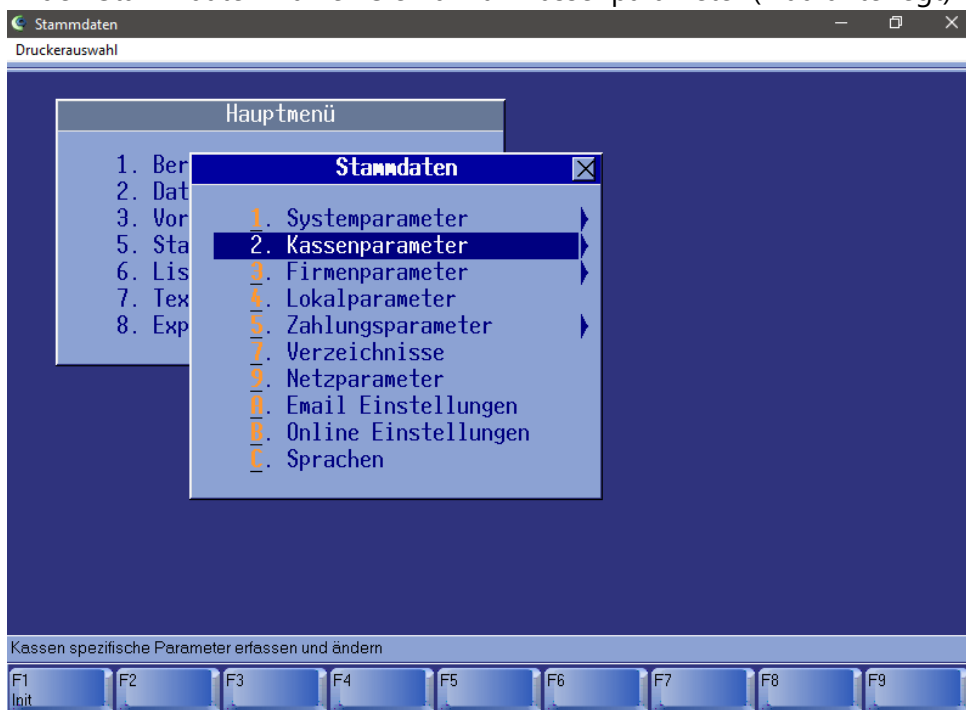 Stammdaten
Druckerauswahl
Hauptmenü
1. Ber
2. Dat
3. Vor
5. Sta
6. Lis
7. Tex
8. Exp
Stammdaten
1. Systemparameter
2. Kassenparameter
3. Firmenparameter
4. Lokalparameter
5. Zahlungsparameter
7. Verzeichnisse
9. Netzparameter
A. Email Einstellungen
B. Online Einstellungen
C. Sprachen
Kassen spezifische Parameter erfassen und ändern
F1 F2 F3 F4 F5 F6 F7 F8 F9
Init